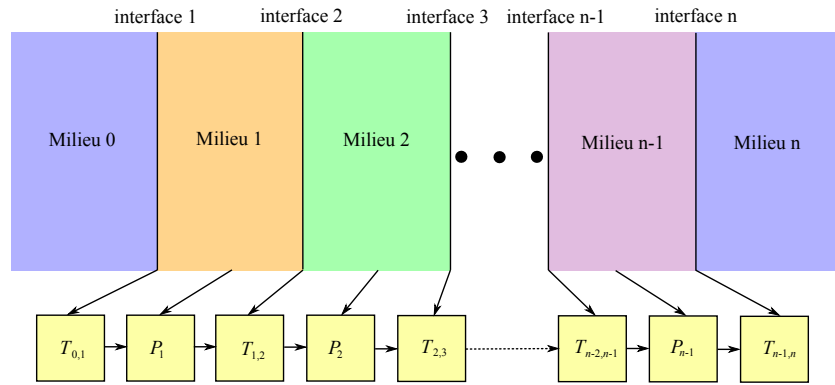 interface 1
interface 2
interface 3
interface n-1
interface n
Milieu 0
Milieu 1
Milieu 2
Milieu n-1
Milieu n
T0,1
P1
T1,2
P2
T2,3
Tn-2,n-1
Pn-1
Tn-1,n